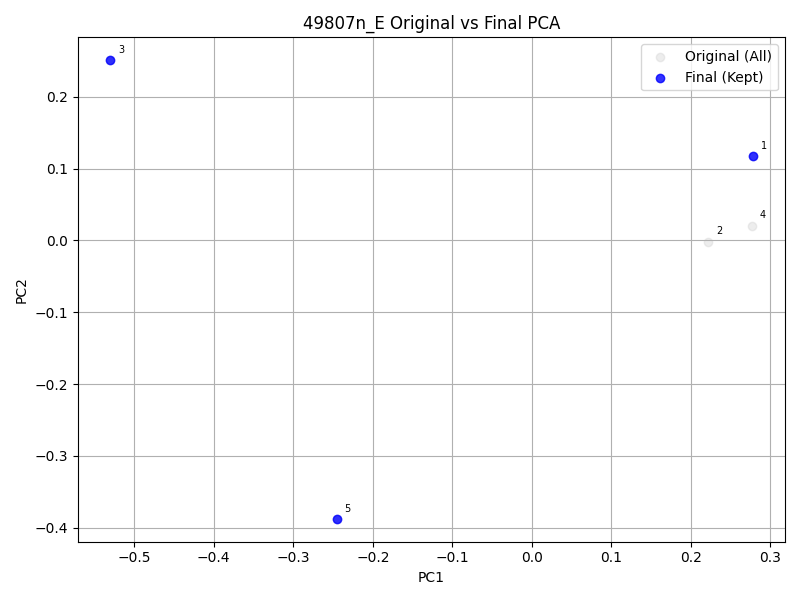 49807n_E Original vs Final PCA
Original (All)
Final (Kept)
3
1
4
2
5
0.2
0.1
0.0
−0.1
−0.2
−0.3
−0.4
PC2
−0.5 −0.4 −0.3 −0.2 −0.1 0.0 0.1 0.2 0.3
PC1